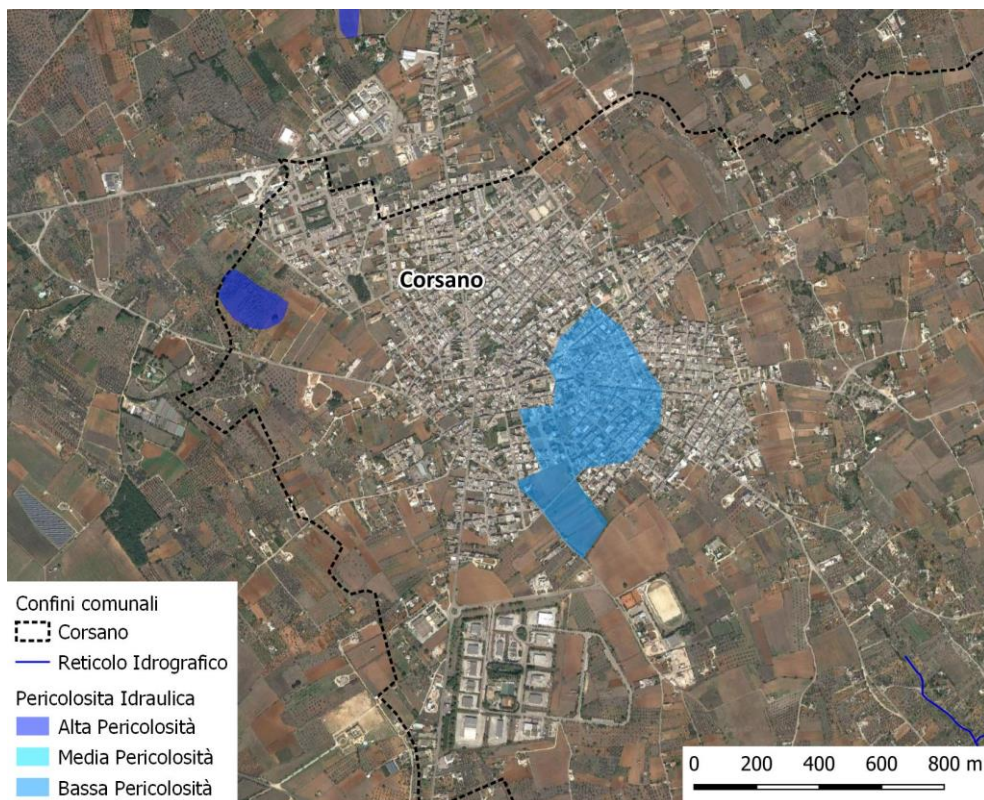 Corsano
Confini comunali
Corsano
Reticolo Idrografico
Pericolosita Idraulica
Alta Pericolosità
Media Pericolosità
Bassa Pericolosità
0 200 400 600 800 m